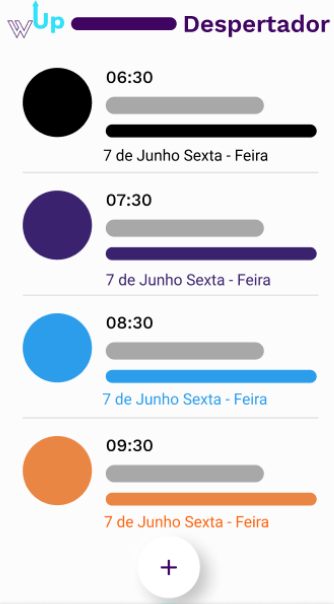 W Up Despertador
06:30
7 de Junho Sexta - Feira
07:30
7 de Junho Sexta - Feira
08:30
7 de Junho Sexta - Feira
09:30
7 de Junho Sexta - Feira
+